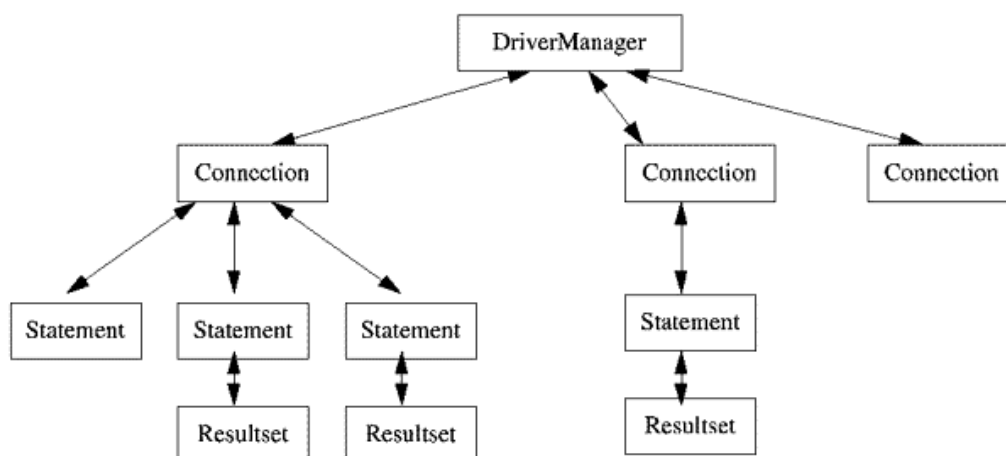 DriverManager
Connection
Connection
Connection
Statement
Statement
Statement
Statement
Resultset
Resultset
Resultset